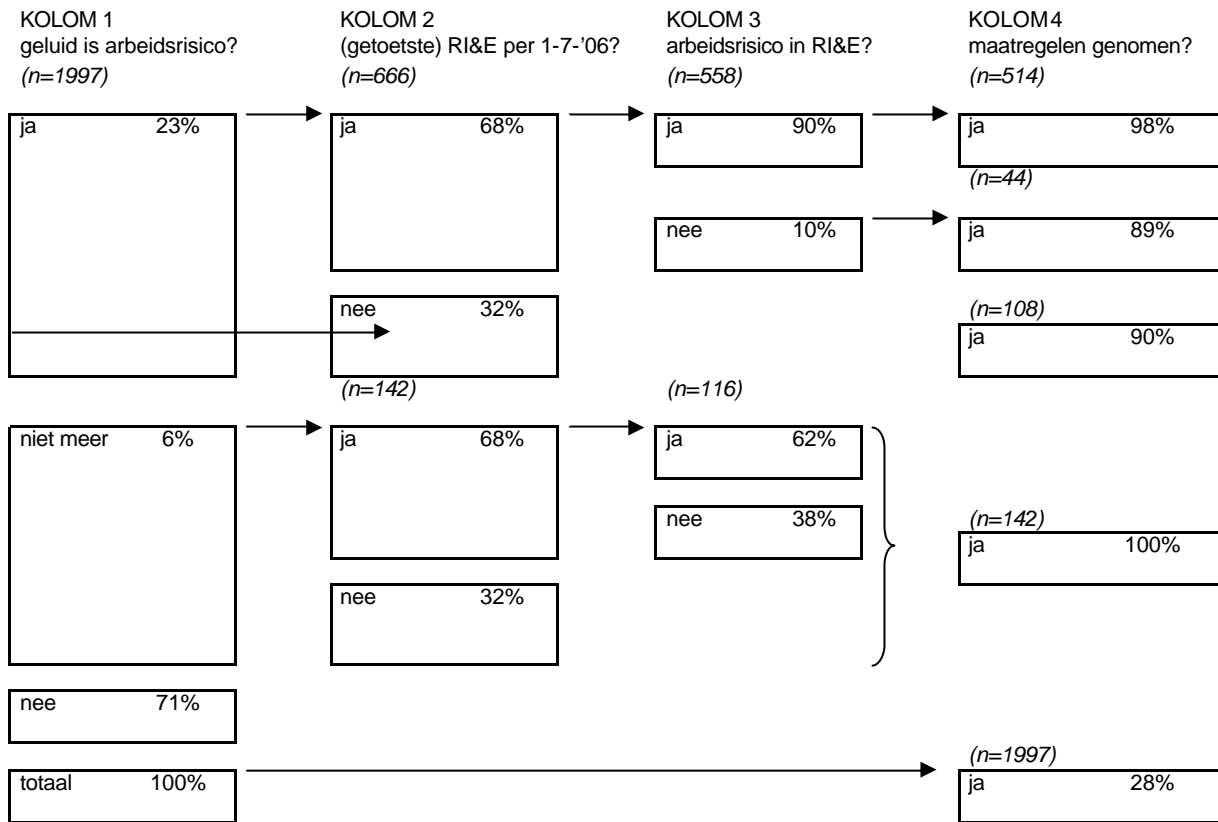 KOLOM 1 KOLOM 2 KOLOM 3 KOLOM 4
geluid is arbeidsrisico? (getoetste) RI&E per 1-7-'06? arbeidsrisico in RI&E? maatregelen genomen?
(n=1997) (n=666) (n=558) (n=514)
ja 23% ja 68% ja 90% ja 98%
(n=44)
nee 10% ja 89%
nee 32% (n=108)
ja 90%
(n=142) (n=116)
niet meer 6% ja 68% ja 62%
nee 38% (n=142)
ja 100%
nee 32%
nee 71%
(n=1997)
totaal 100% ja 28%